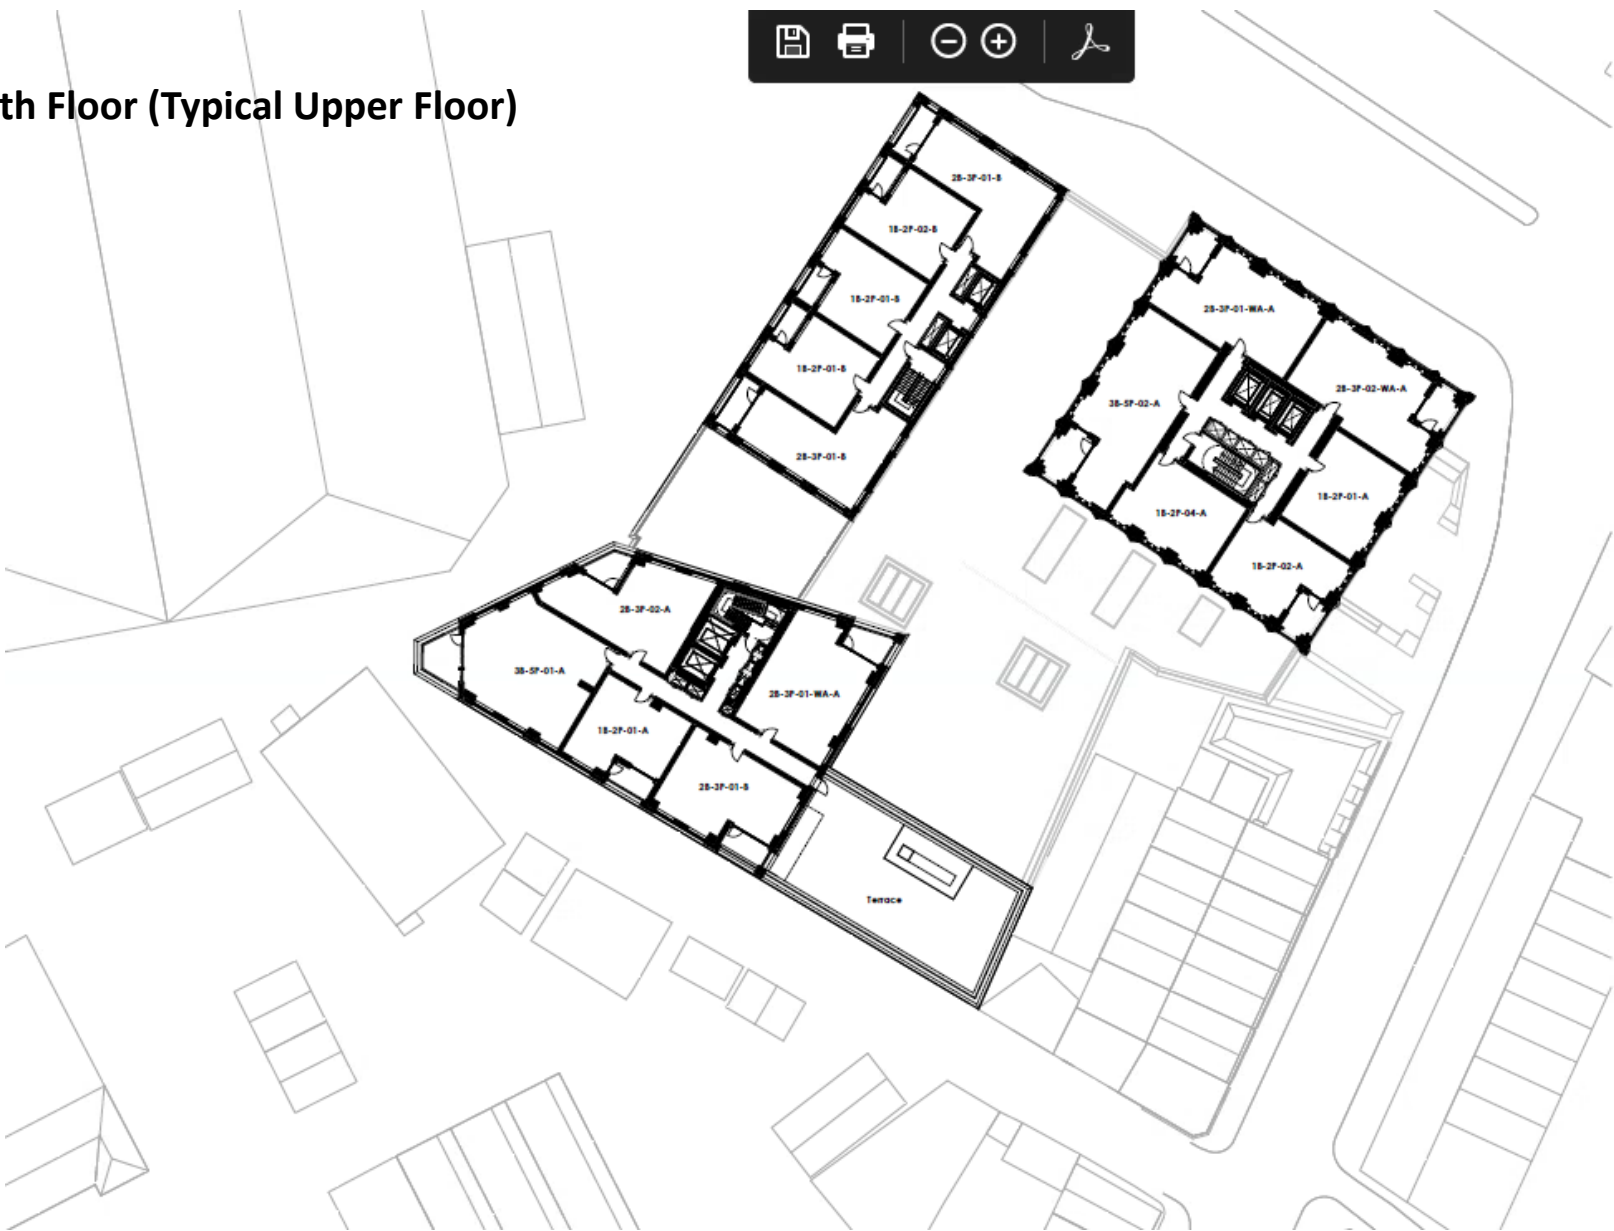 th Floor (Typical Upper Floor)
2B-3P-01-B
1B-2P-02-B
1B-2P-01-B
1B-2P-01-B
2B-3P-01-B
2B-3P-01-WA-A
2B-3P-02-WA-A
3B-5P-02-A
1B-2P-01-A
1B-2P-04-A
1B-2P-02-A
2B-3P-02-A
3B-5P-01-A
2B-3P-01-WA-A
1B-2P-01-A
2B-3P-01-B
Terrace